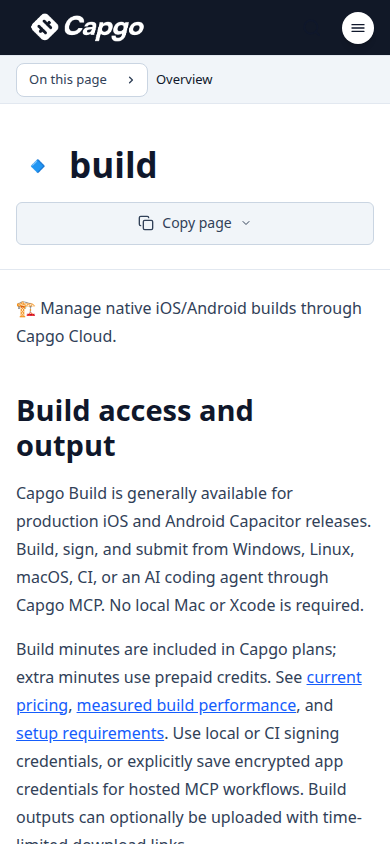 Capgo
On this page
Overview
🔹 build
Copy page
🏗️ Manage native iOS/Android builds through
Capgo Cloud.
Build access and
output
Capgo Build is generally available for
production iOS and Android Capacitor releases.
Build, sign, and submit from Windows, Linux,
macOS, CI, or an AI coding agent through
Capgo MCP. No local Mac or Xcode is required.
Build minutes are included in Capgo plans;
extra minutes use prepaid credits. See current
pricing, measured build performance, and
setup requirements. Use local or CI signing
credentials, or explicitly save encrypted app
credentials for hosted MCP workflows. Build
outputs can optionally be uploaded with time-
limited download links.